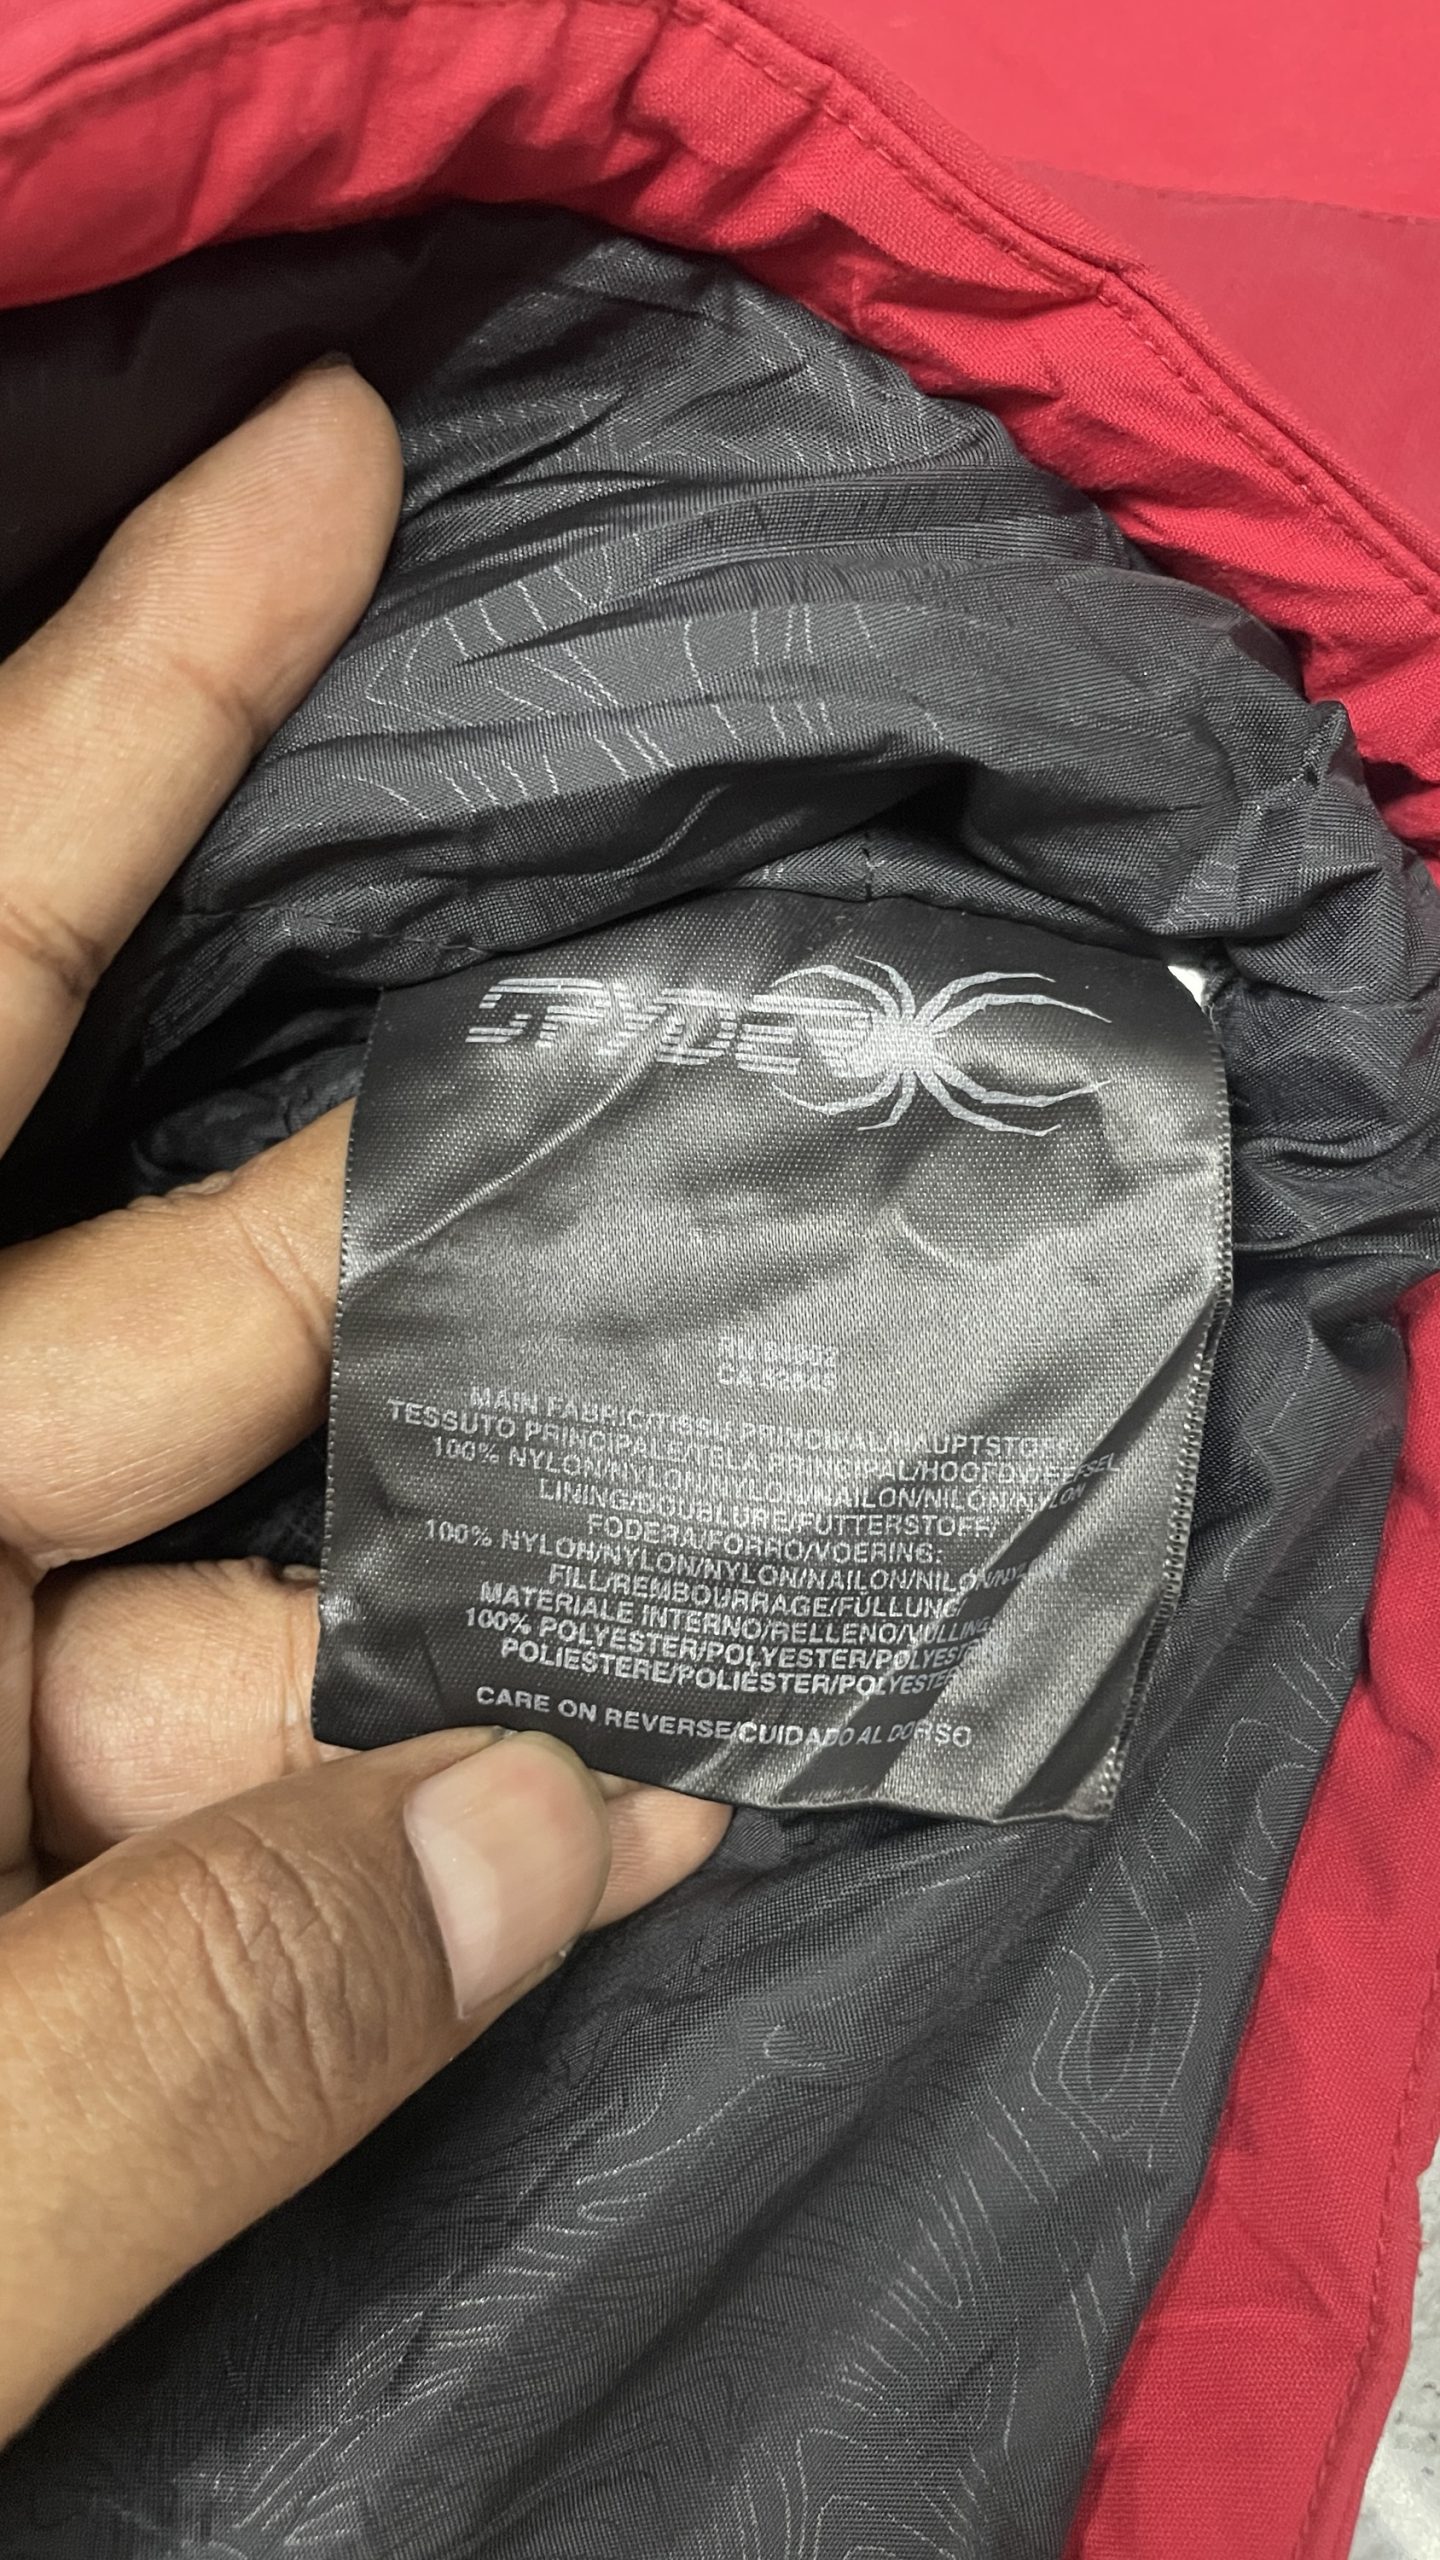 SPYDER
MAIN FABRIC/TISSU PRINCIPAL/HAUPTSTOFF/
TESSUTO PRINCIPALE/TELA PRINCIPAL/HOOFDWEEFSEL
100% NYLON/NYLON/NYLON/NAILON/NILON/NYLON
LINING/DOUBLURE/FUTTERSTOFF/
FODERA/FORRO/VOERING:
100% NYLON/NYLON/NYLON/NAILON/NILON/NYLON
FILL/REMBOURRAGE/FÜLLUNG/
MATERIALE INTERNO/RELLENO/VULLING
100% POLYESTER/POLYESTER/POLYESTER
POLIESTERE/POLIÉSTER/POLYESTER
CARE ON REVERSE/CUIDADO AL DORSO